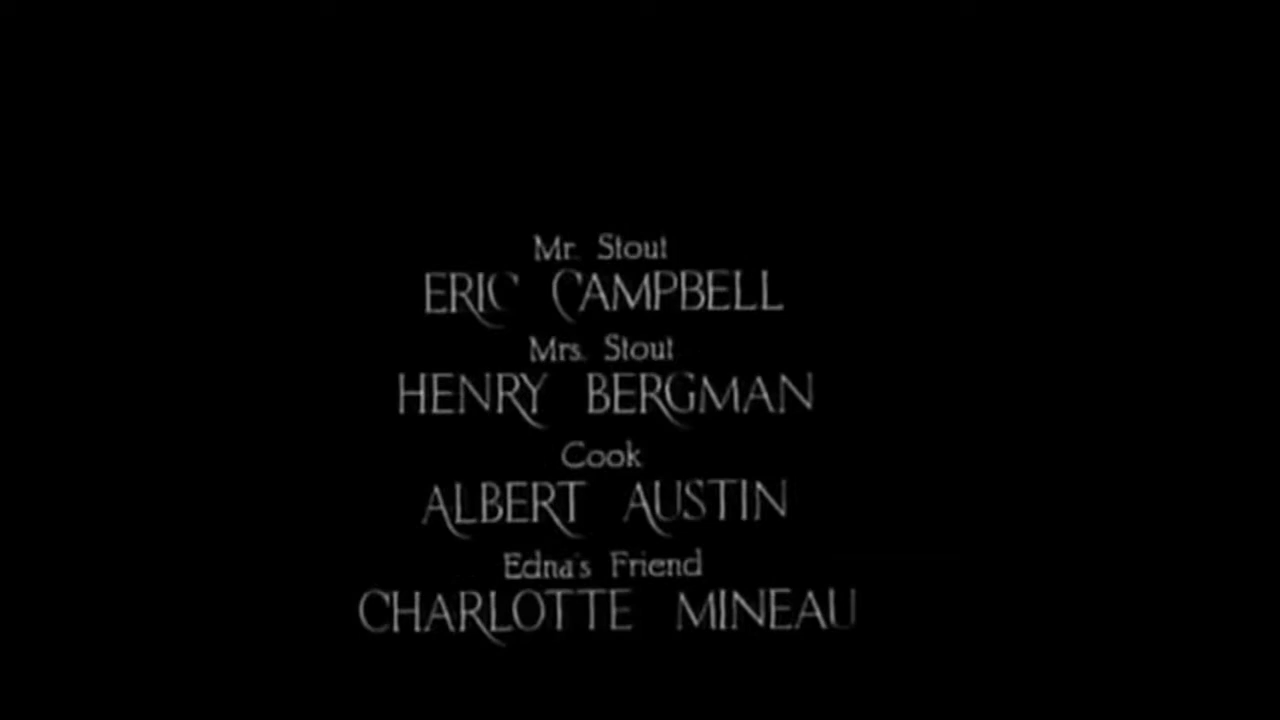 Mr. Stout
ERIC CAMPBELL
Mrs. Stout
HENRY BERGMAN
Cook
ALBERT AUSTIN
Edna's Friend
CHARLOTTE MINEAU